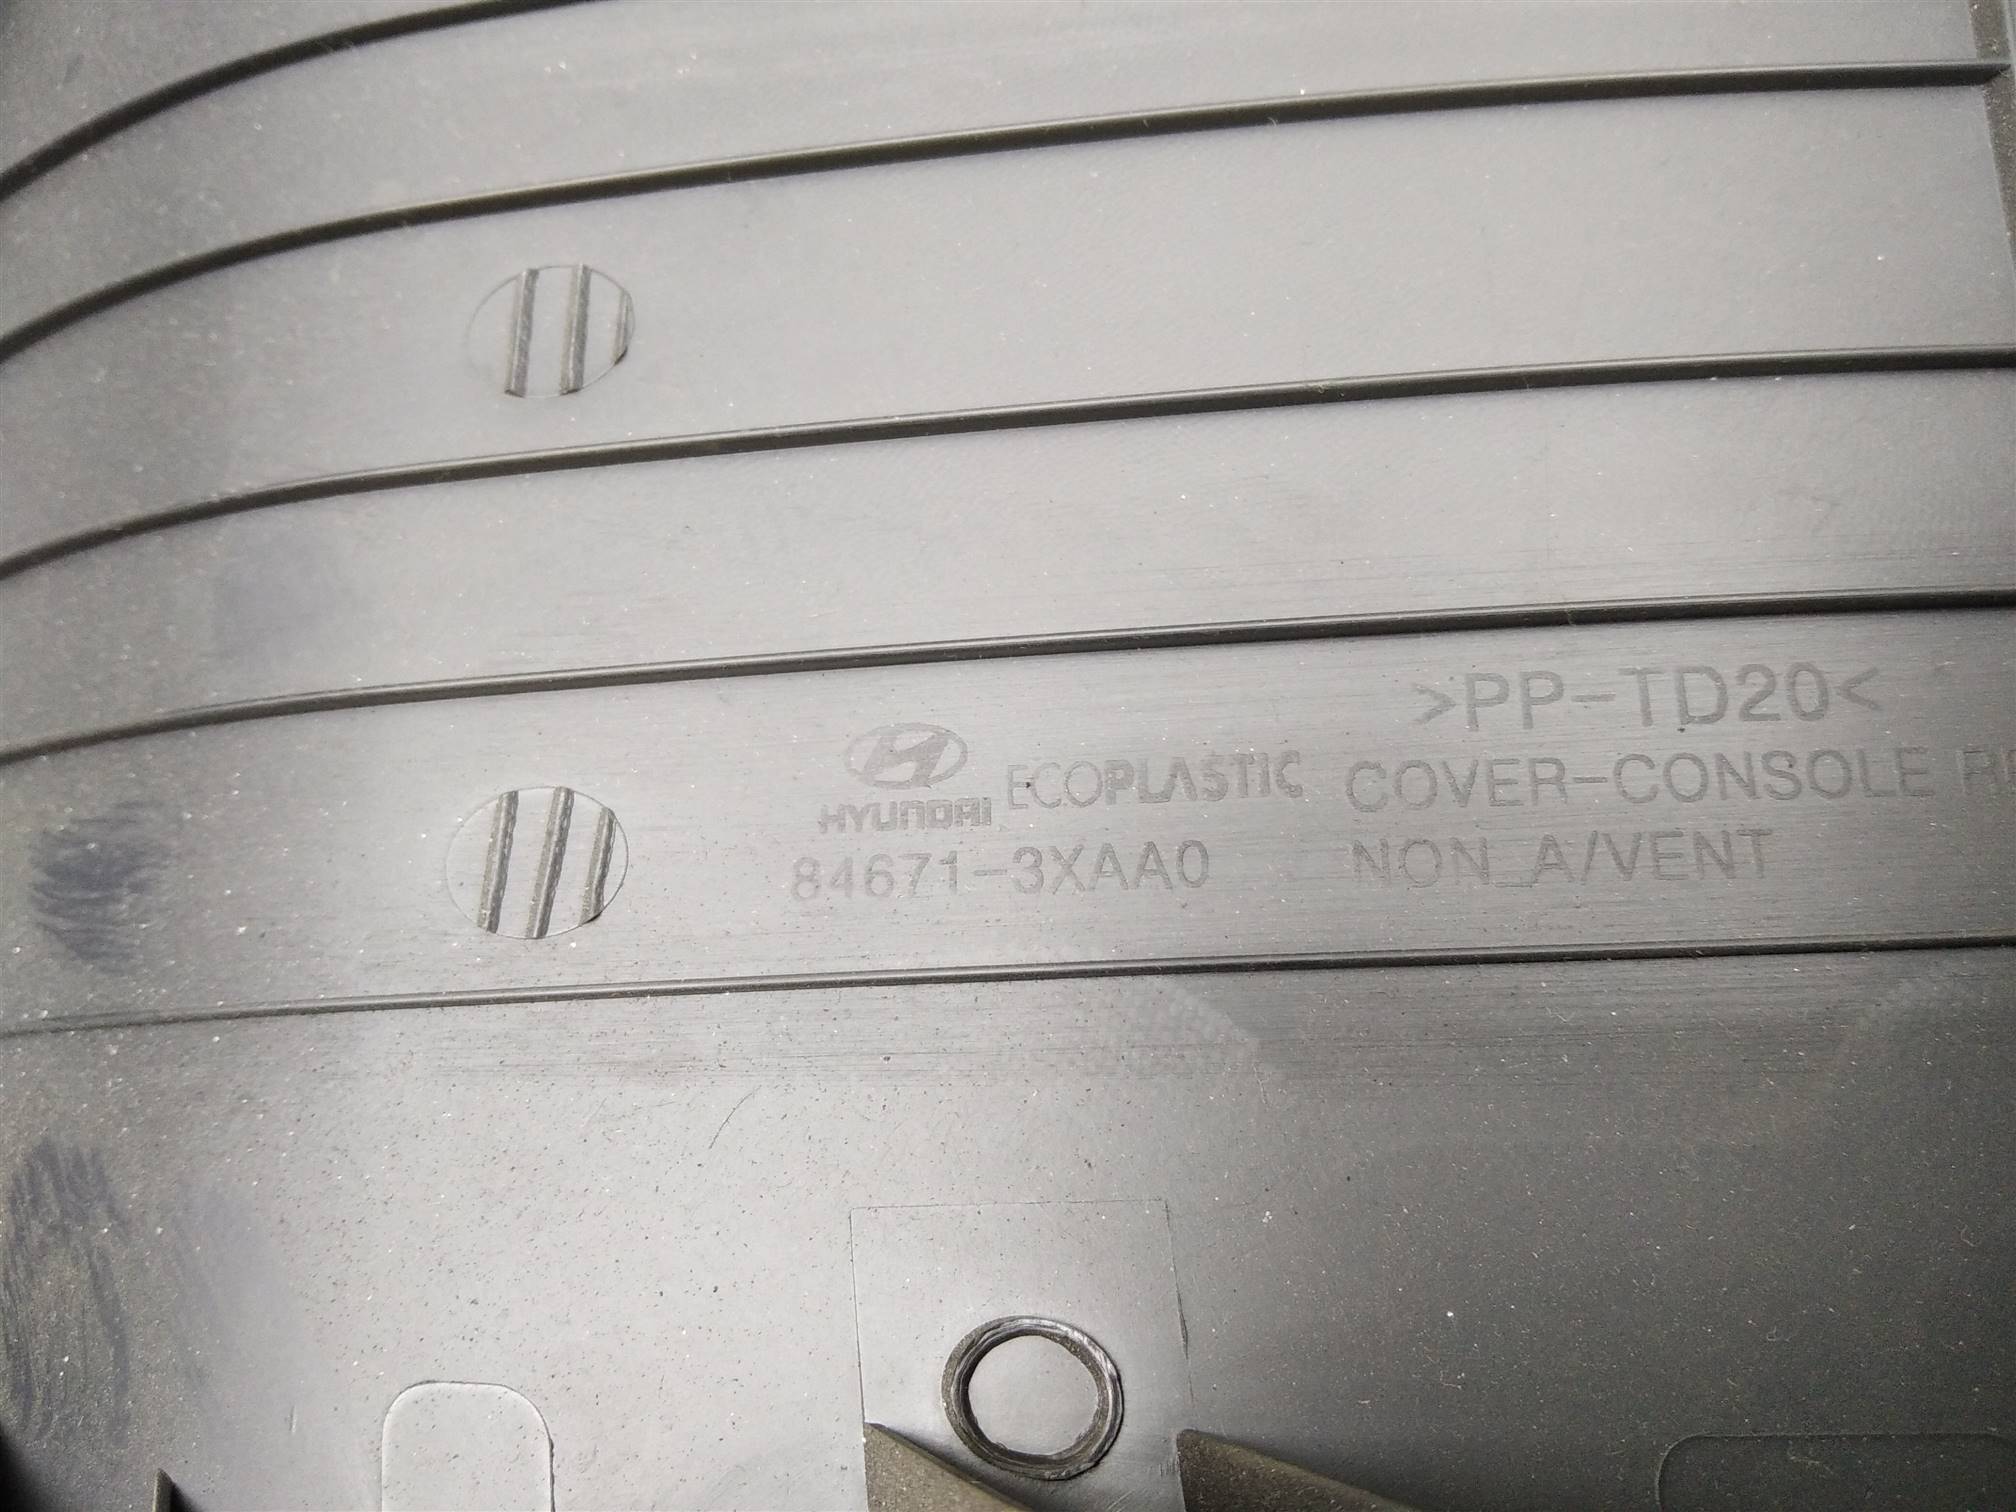 >PP-TD20<
HYUNDAI ECOPLASTIC COVER-CONSOLE
84671-3XAA0 NON_A/VENT